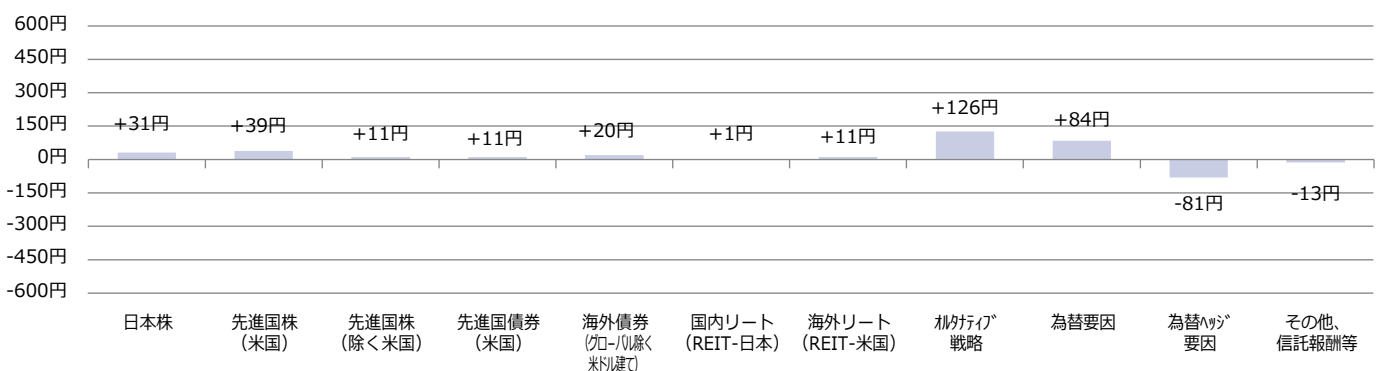 600円
450円
300円
150円
0円
-150円
-300円
-450円
-600円
+31円
+39円
+11円
+11円
+20円
+1円
+11円
+126円
+84円
-81円
-13円
日本株
先進国株
（米国）
先進国株
（除く米国）
先進国債券
（米国）
海外債券
（グローバル除く
米ドル建て）
国内リート
（REIT-日本）
海外リート
（REIT-米国）
ｵﾙﾀﾅﾃｨﾌﾞ
戦略
為替要因
為替ﾍｯｼﾞ
要因
その他、
信託報酬等